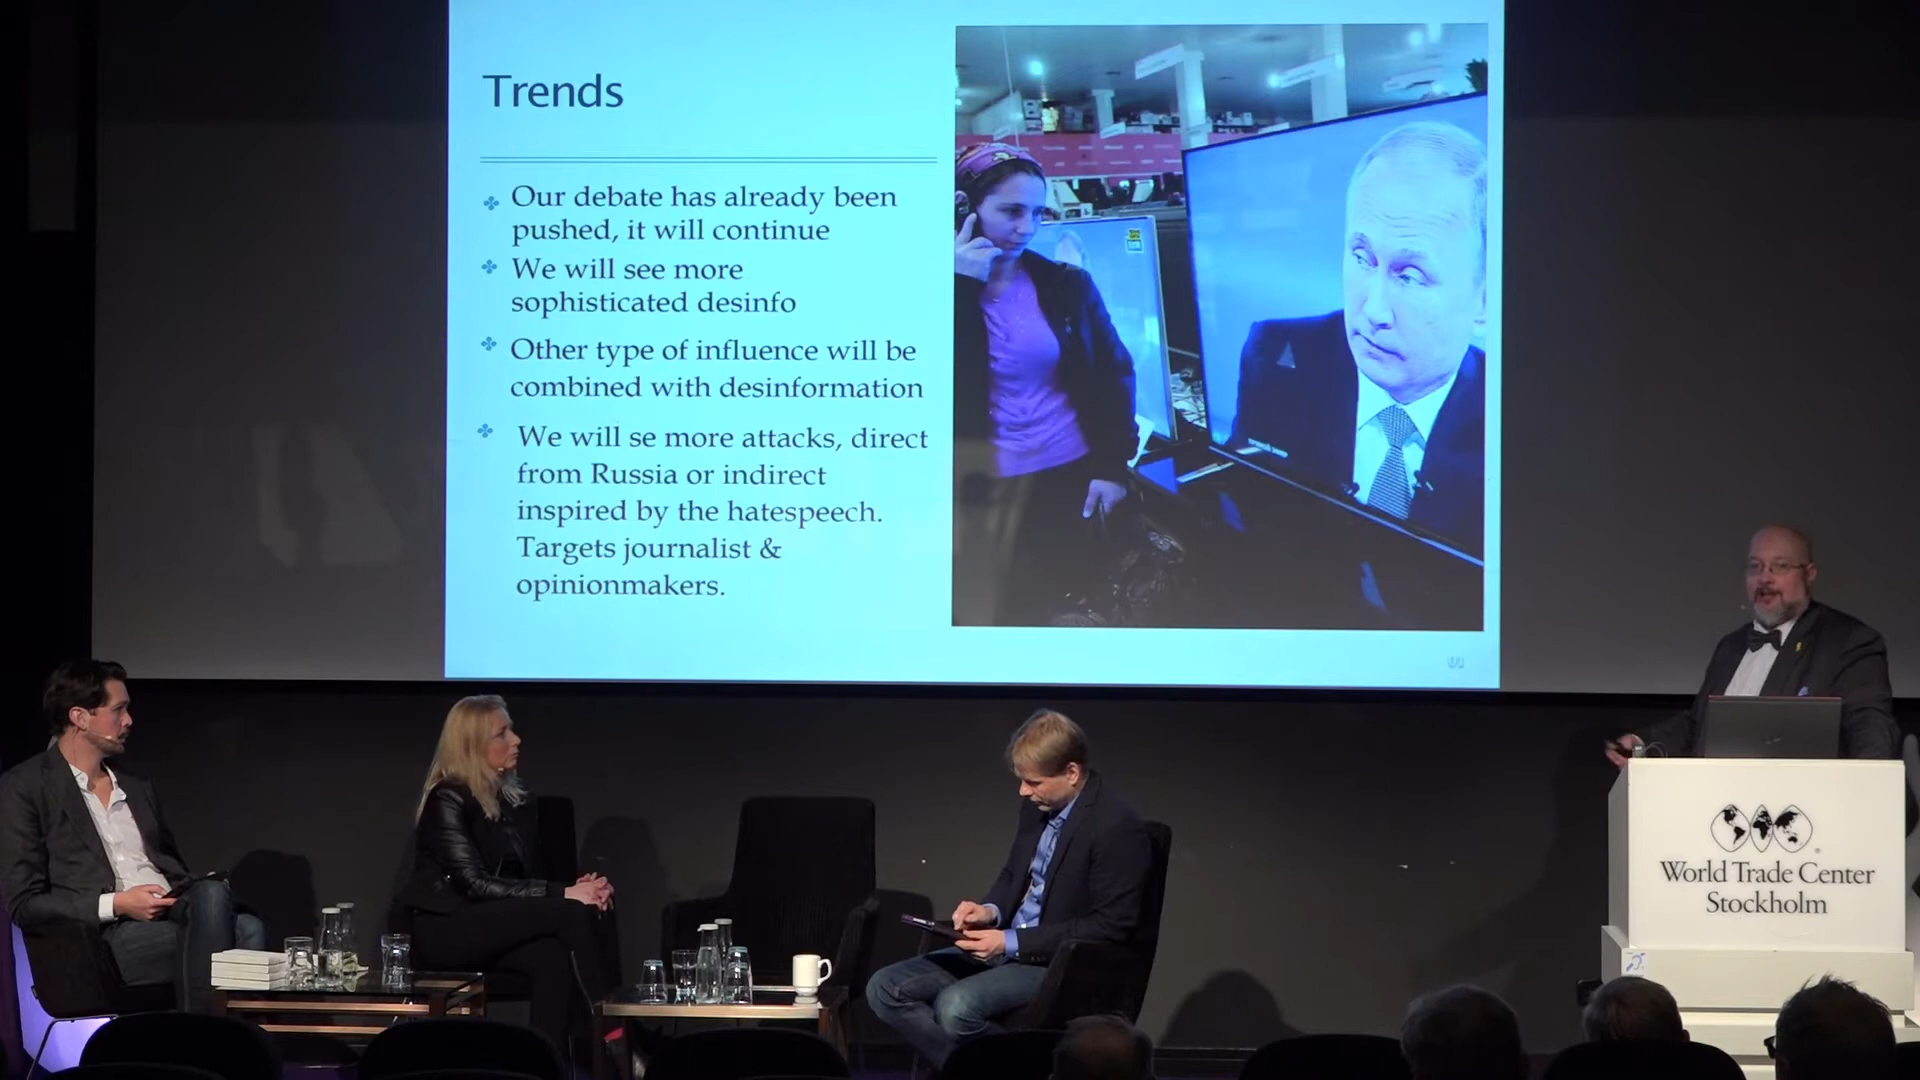 Trends
Our debate has already been
pushed, it will continue
We will see more
sophisticated desinfo
Other type of influence will be
combined with desinformation
We will se more attacks, direct
from Russia or indirect
inspired by the hatespeech.
Targets journalist &
opinionmakers.
World Trade Center
Stockholm